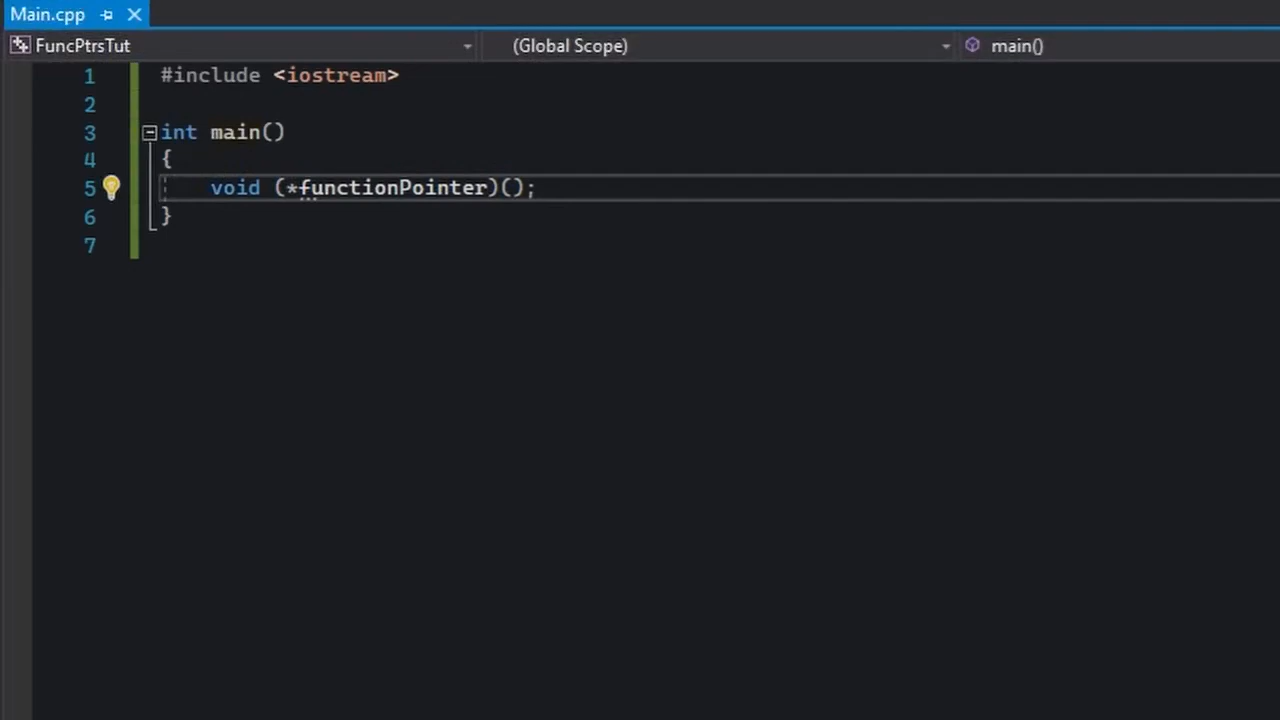 Main.cpp
FuncPtrsTut (Global Scope) main()
1 #include <iostream>
2
3 int main()
4 {
5 void (*functionPointer)();
6 }
7